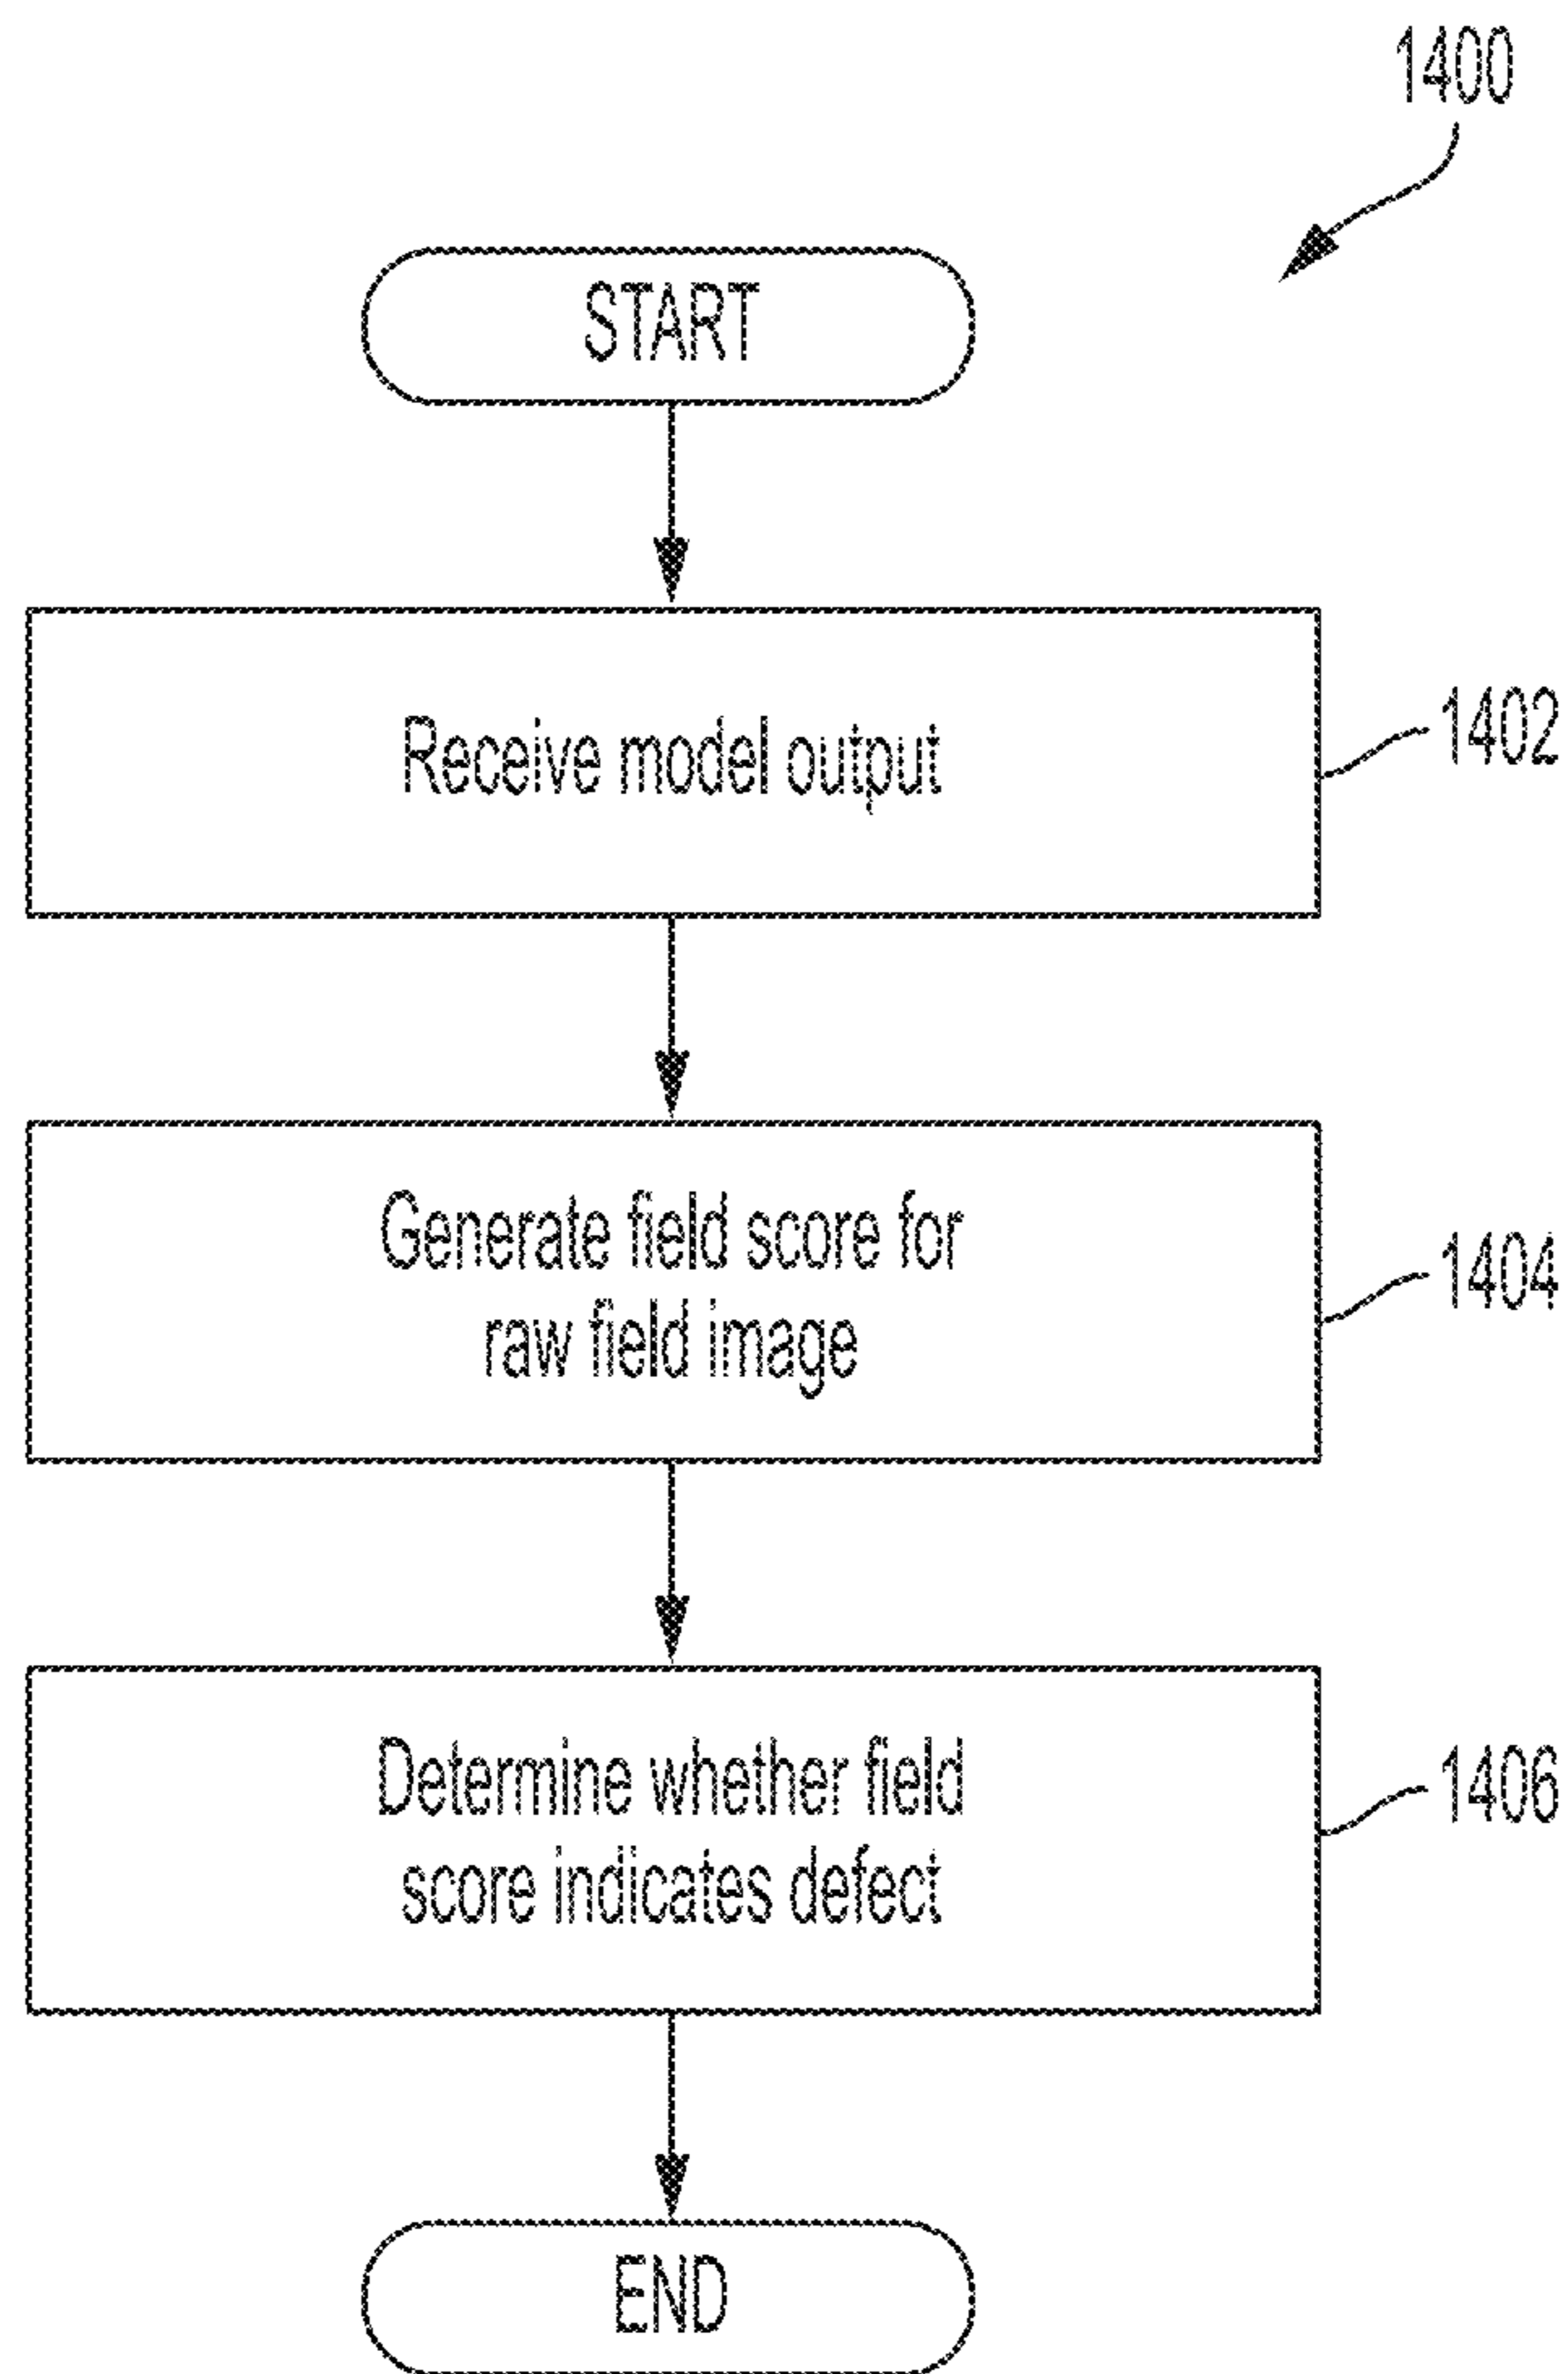 1400
START
Receive model output
1402
Generate field score for
raw field image
1404
Determine whether field
score indicates defect
1406
END